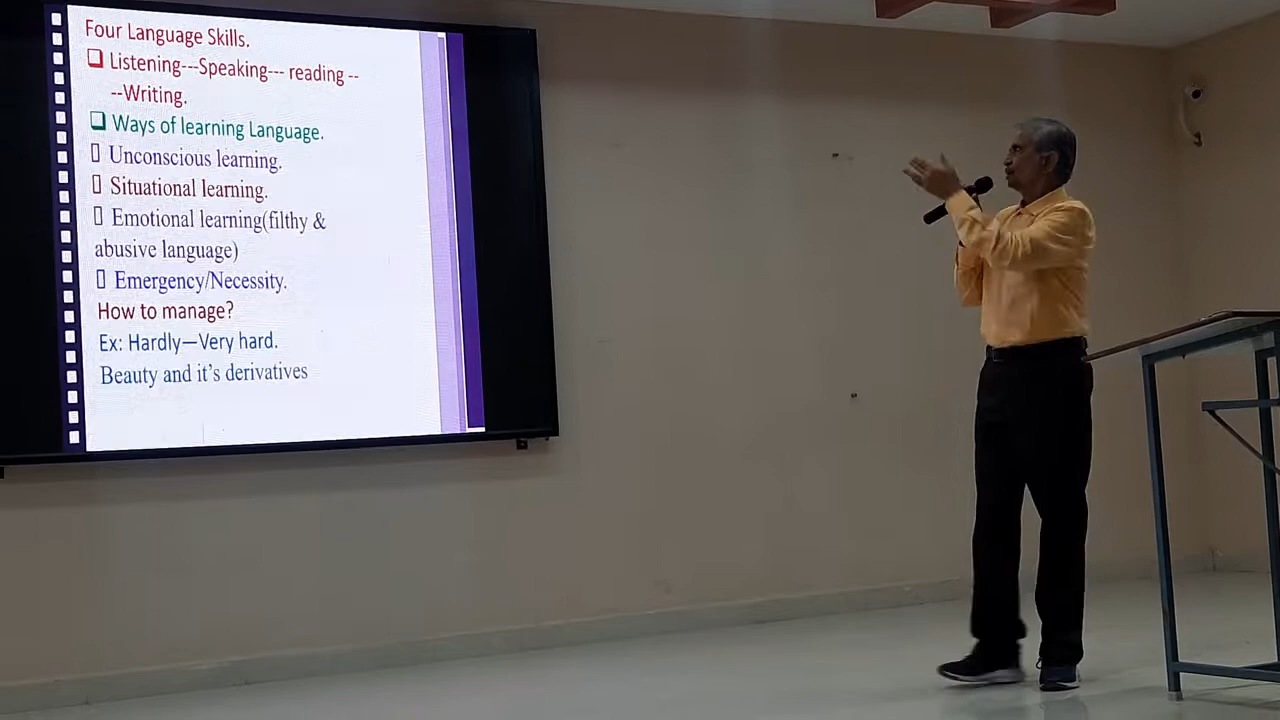 Four Language Skills.
❑ Listening---Speaking--- reading --
--Writing.
❑ Ways of learning Language.
▯ Unconscious learning.
▯ Situational learning.
▯ Emotional learning(filthy &
abusive language)
▯ Emergency/Necessity.
How to manage?
Ex: Hardly—Very hard.
Beauty and it’s derivatives